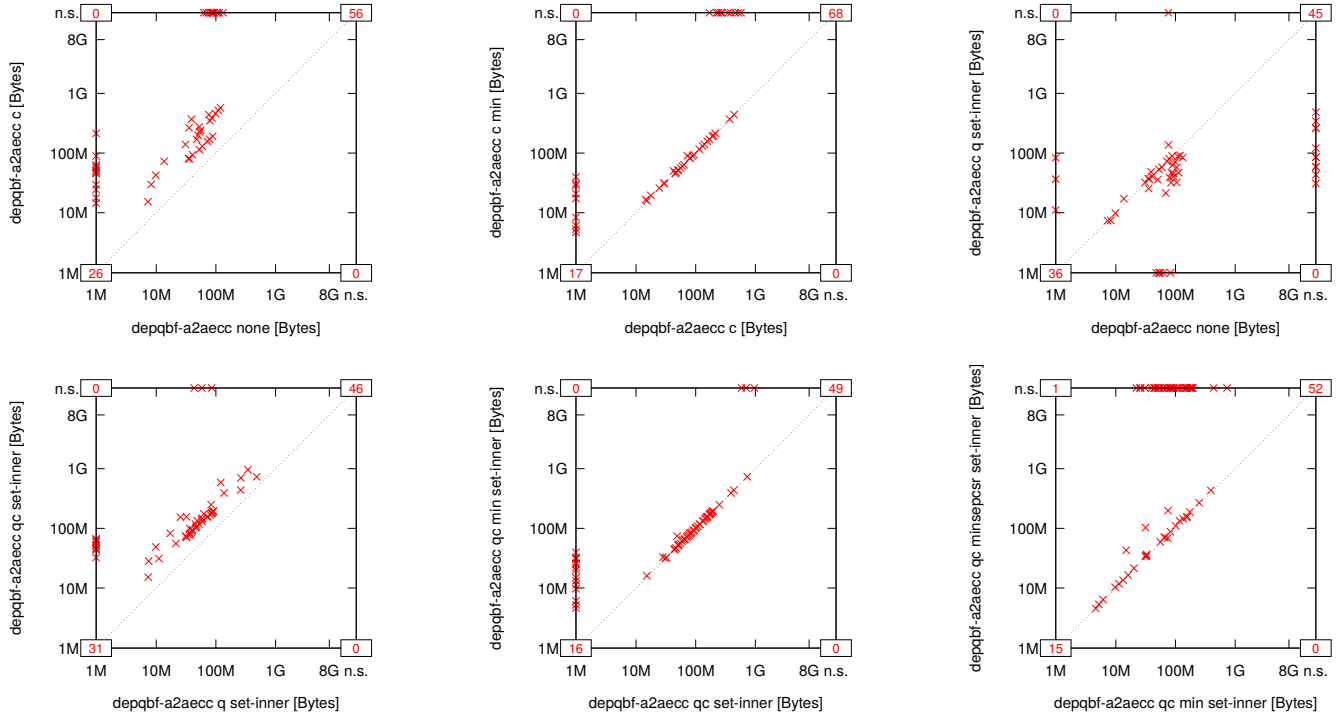 n.s. 0 56 n.s. 0 68 n.s. 0 45
8G 8G 8G
1G 1G 1G
100M 100M 100M
10M 10M 10M
1M 26 0 1M 17 0 1M 36 0
1M 10M 100M 1G 8G n.s. 1M 10M 100M 1G 8G n.s. 1M 10M 100M 1G 8G n.s.
depqbf-a2aecc c [Bytes]
depqbf-a2aecc c min [Bytes]
depqbf-a2aecc q set-inner [Bytes]
depqbf-a2aecc none [Bytes] depqbf-a2aecc c [Bytes] depqbf-a2aecc none [Bytes]
n.s. 0 46 n.s. 0 49 n.s. 1 52
8G 8G 8G
1G 1G 1G
100M 100M 100M
10M 10M 10M
1M 31 0 1M 16 0 1M 15 0
1M 10M 100M 1G 8G n.s. 1M 10M 100M 1G 8G n.s. 1M 10M 100M 1G 8G n.s.
depqbf-a2aecc qc set-inner [Bytes]
depqbf-a2aecc qc min set-inner [Bytes]
depqbf-a2aecc qc minsepcsr set-inner [Bytes]
depqbf-a2aecc q set-inner [Bytes] depqbf-a2aecc qc set-inner [Bytes] depqbf-a2aecc qc min set-inner [Bytes]